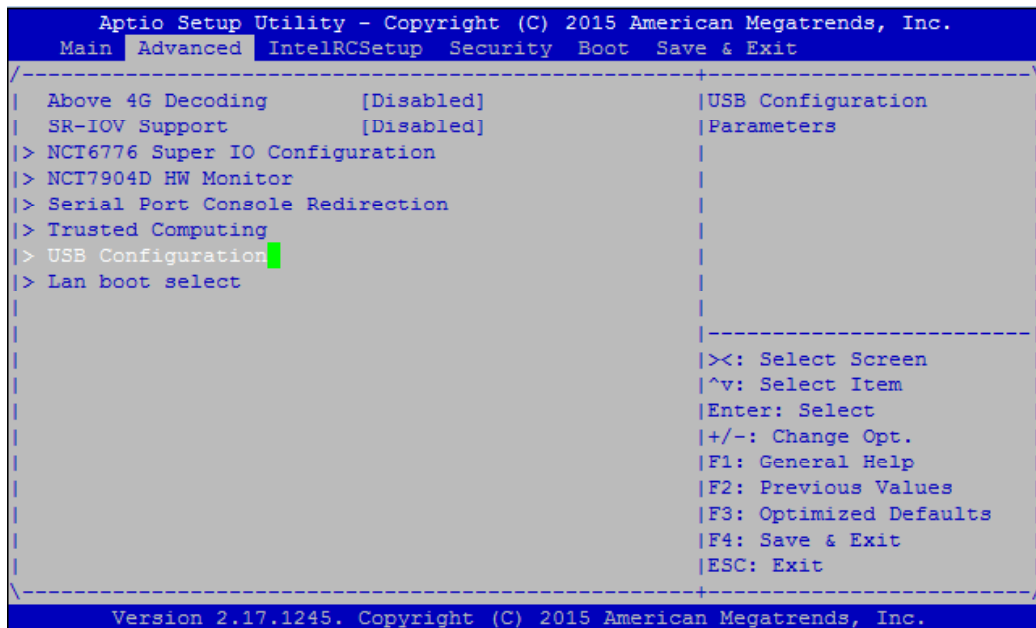 Aptio Setup Utility - Copyright (C) 2015 American Megatrends, Inc.
Main Advanced IntelRCSetup Security Boot Save & Exit
/----------------------------------------------------+-------------------------\
| Above 4G Decoding [Disabled] |USB Configuration
| SR-IOV Support [Disabled] |Parameters
|> NCT6776 Super IO Configuration |
|> NCT7904D HW Monitor |
|> Serial Port Console Redirection |
|> Trusted Computing |
|> USB Configuration |
|> Lan boot select |
| |
| |-------------------------|
| |><: Select Screen
| |^v: Select Item
| |Enter: Select
| |+/-: Change Opt.
| |F1: General Help
| |F2: Previous Values
| |F3: Optimized Defaults
| |F4: Save & Exit
| |ESC: Exit
\----------------------------------------------------+-------------------------/
Version 2.17.1245. Copyright (C) 2015 American Megatrends, Inc.